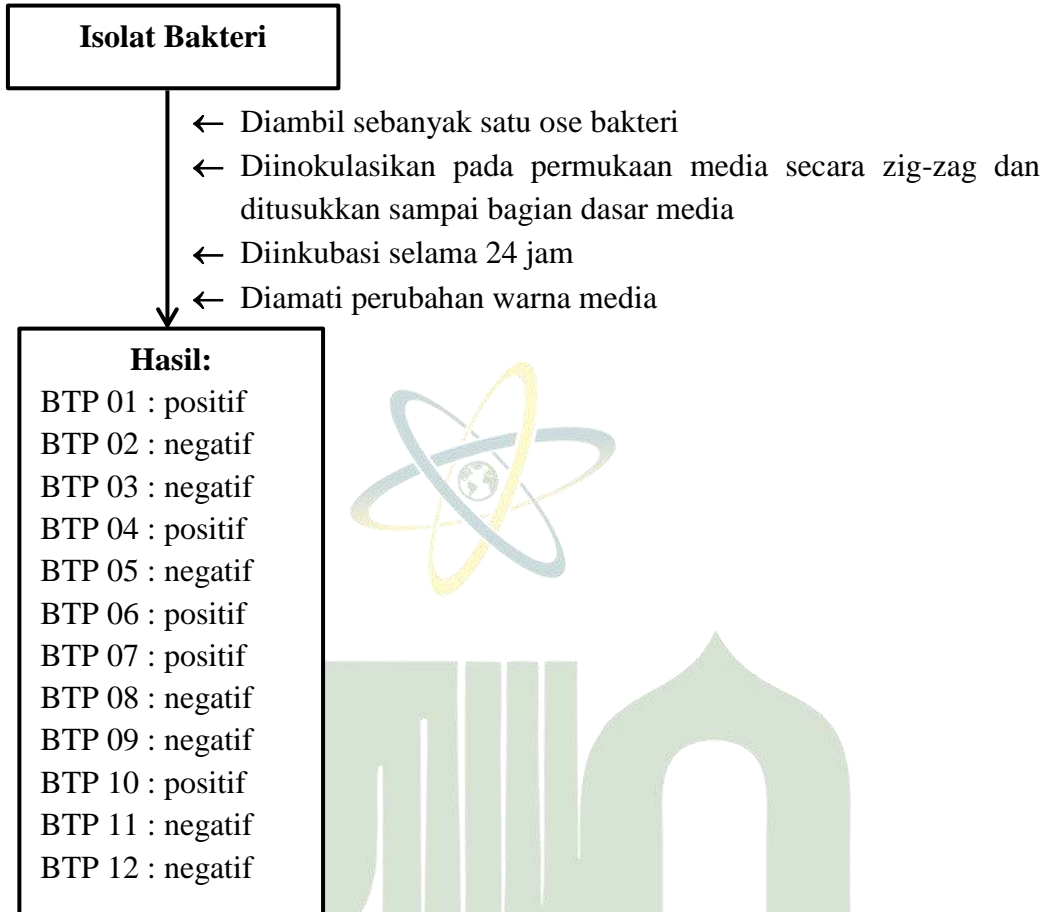 Isolat Bakteri
← Diambil sebanyak satu ose bakteri
← Diinokulasikan pada permukaan media secara zig-zag dan
ditusukkan sampai bagian dasar media
← Diinkubasi selama 24 jam
← Diamati perubahan warna media
Hasil:
BTP 01 : positif
BTP 02 : negatif
BTP 03 : negatif
BTP 04 : positif
BTP 05 : negatif
BTP 06 : positif
BTP 07 : positif
BTP 08 : negatif
BTP 09 : negatif
BTP 10 : positif
BTP 11 : negatif
BTP 12 : negatif